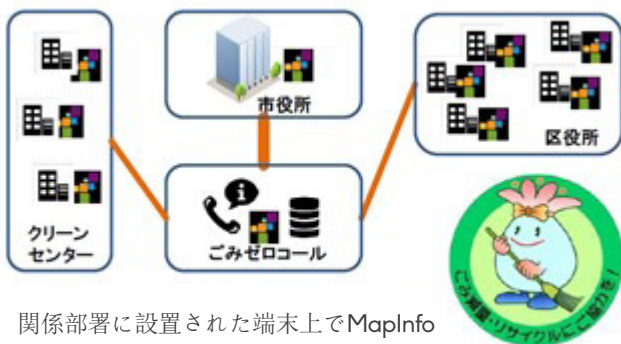 市役所
区役所
クリーン
センター
ごみゼロコール
ごみ減量・リサイクルにご協力を!
関係部署に設置された端末上でMapInfo